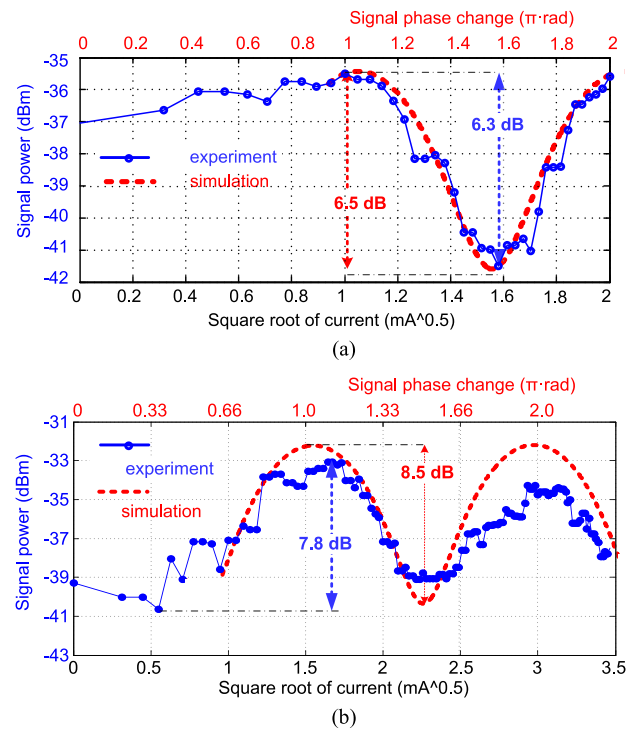 Signal phase change (π·rad)
0 0.2 0.4 0.6 0.8 1 1.2 1.4 1.6 1.8 2
-35
-36
-37
-38
-39
-40
-41
-42
Signal power (dBm)
experiment
simulation
6.5 dB
6.3 dB
0 0.2 0.4 0.6 0.8 1 1.2 1.4 1.6 1.8 2
Square root of current (mA^0.5)
(a)
Signal phase change (π·rad)
0 0.33 0.66 1.0 1.33 1.66 2.0
-31
-33
-35
-37
-39
-41
-43
Signal power (dBm)
experiment
simulation
7.8 dB
8.5 dB
0 0.5 1 1.5 2 2.5 3 3.5
Square root of current (mA^0.5)
(b)